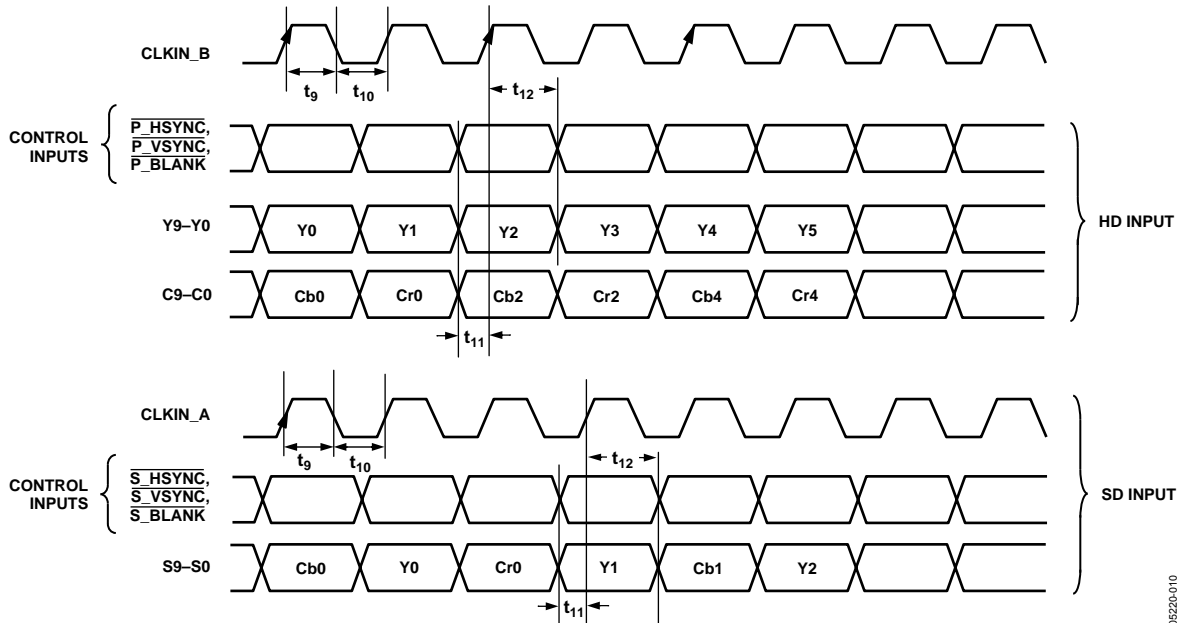 CLKIN_B
t9
t10
t12
CONTROL
INPUTS
P_HSYNC,
P_VSYNC,
P_BLANK
Y9–Y0
Y0 Y1 Y2 Y3 Y4 Y5
HD INPUT
C9–C0
Cb0 Cr0 Cb2 Cr2 Cb4 Cr4
t11
CLKIN_A
t9
t10
t12
CONTROL
INPUTS
S_HSYNC,
S_VSYNC,
S_BLANK
SD INPUT
S9–S0
Cb0 Y0 Cr0 Y1 Cb1 Y2
t11
05220-010